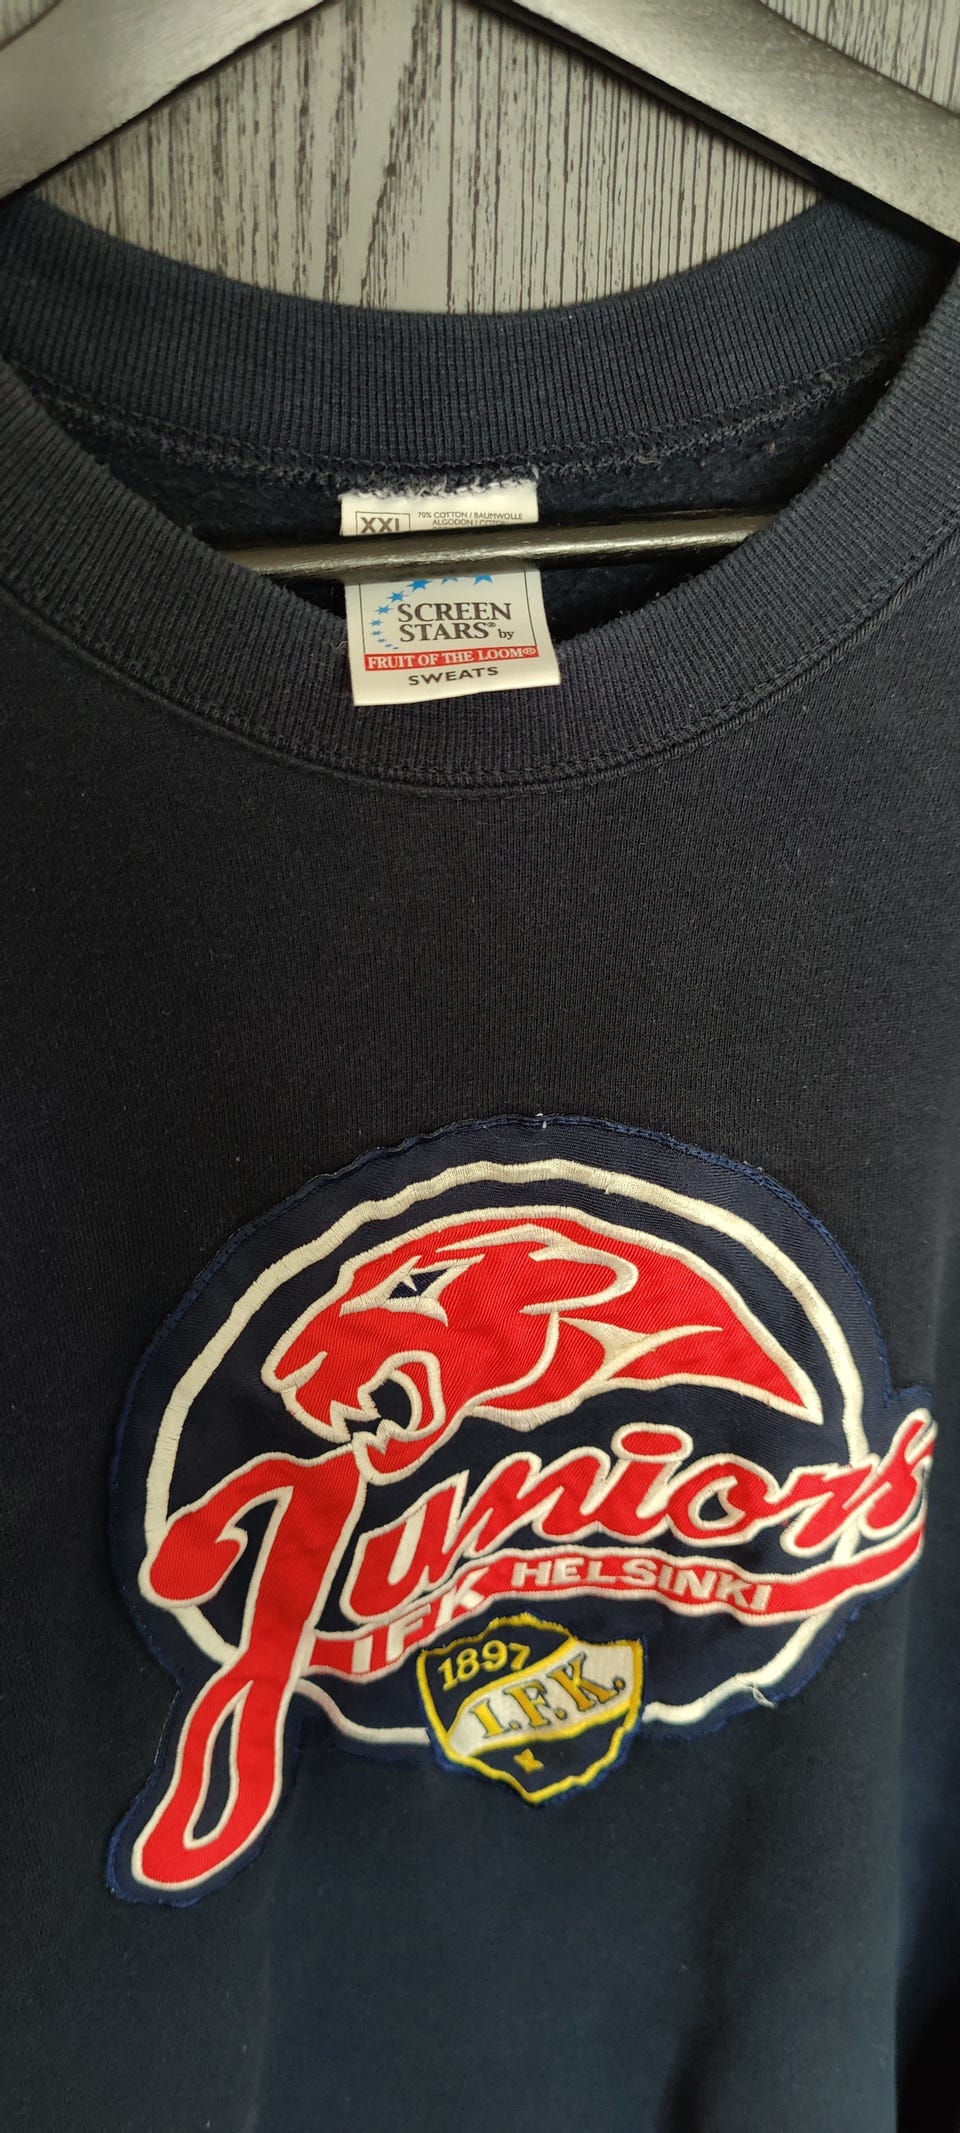 XXL
70% COTTON / BAUMWOLLE
ALGODON / COTON
SCREEN
STARS® by
FRUIT OF THE LOOM®
SWEATS
Juniors
IFK HELSINKI
1897
I.F.K.